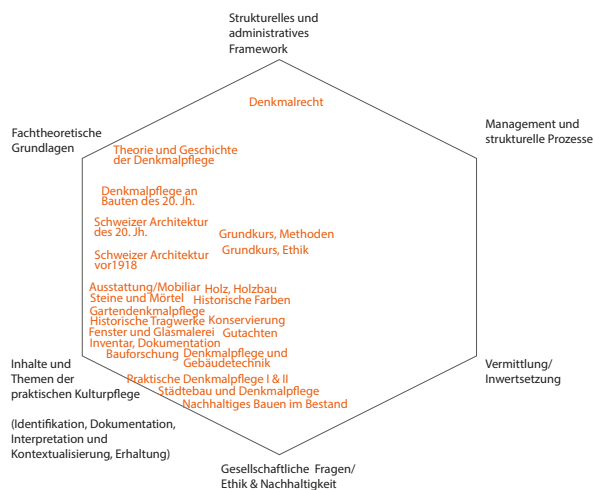 Strukturelles und
administratives
Framework
Denkmalrecht
Management und
strukturelle Prozesse
Fachtheoretische
Grundlagen
Theorie und Geschichte
der Denkmalpflege
Denkmalpflege an
Bauten des 20. Jh.
Schweizer Architektur
des 20. Jh.
Grundkurs, Methoden
Grundkurs, Ethik
Schweizer Architektur
vor1918
Ausstattung/Mobiliar
Holz, Holzbau
Steine und Mörtel
Historische Farben
Gartendenkmalpflege
Historische Tragwerke
Konservierung
Fenster und Glasmalerei
Gutachten
Inventar, Dokumentation
Bauforschung
Denkmalpflege und
Gebäudetechnik
Praktische Denkmalpflege I & II
Städtebau und Denkmalpflege
Nachhaltiges Bauen im Bestand
Inhalte und
Themen der
praktischen Kulturpflege
(Identifikation, Dokumentation,
Interpretation und
Kontextualisierung, Erhaltung)
Vermittlung/
Inwertsetzung
Gesellschaftliche Fragen/
Ethik & Nachhaltigkeit